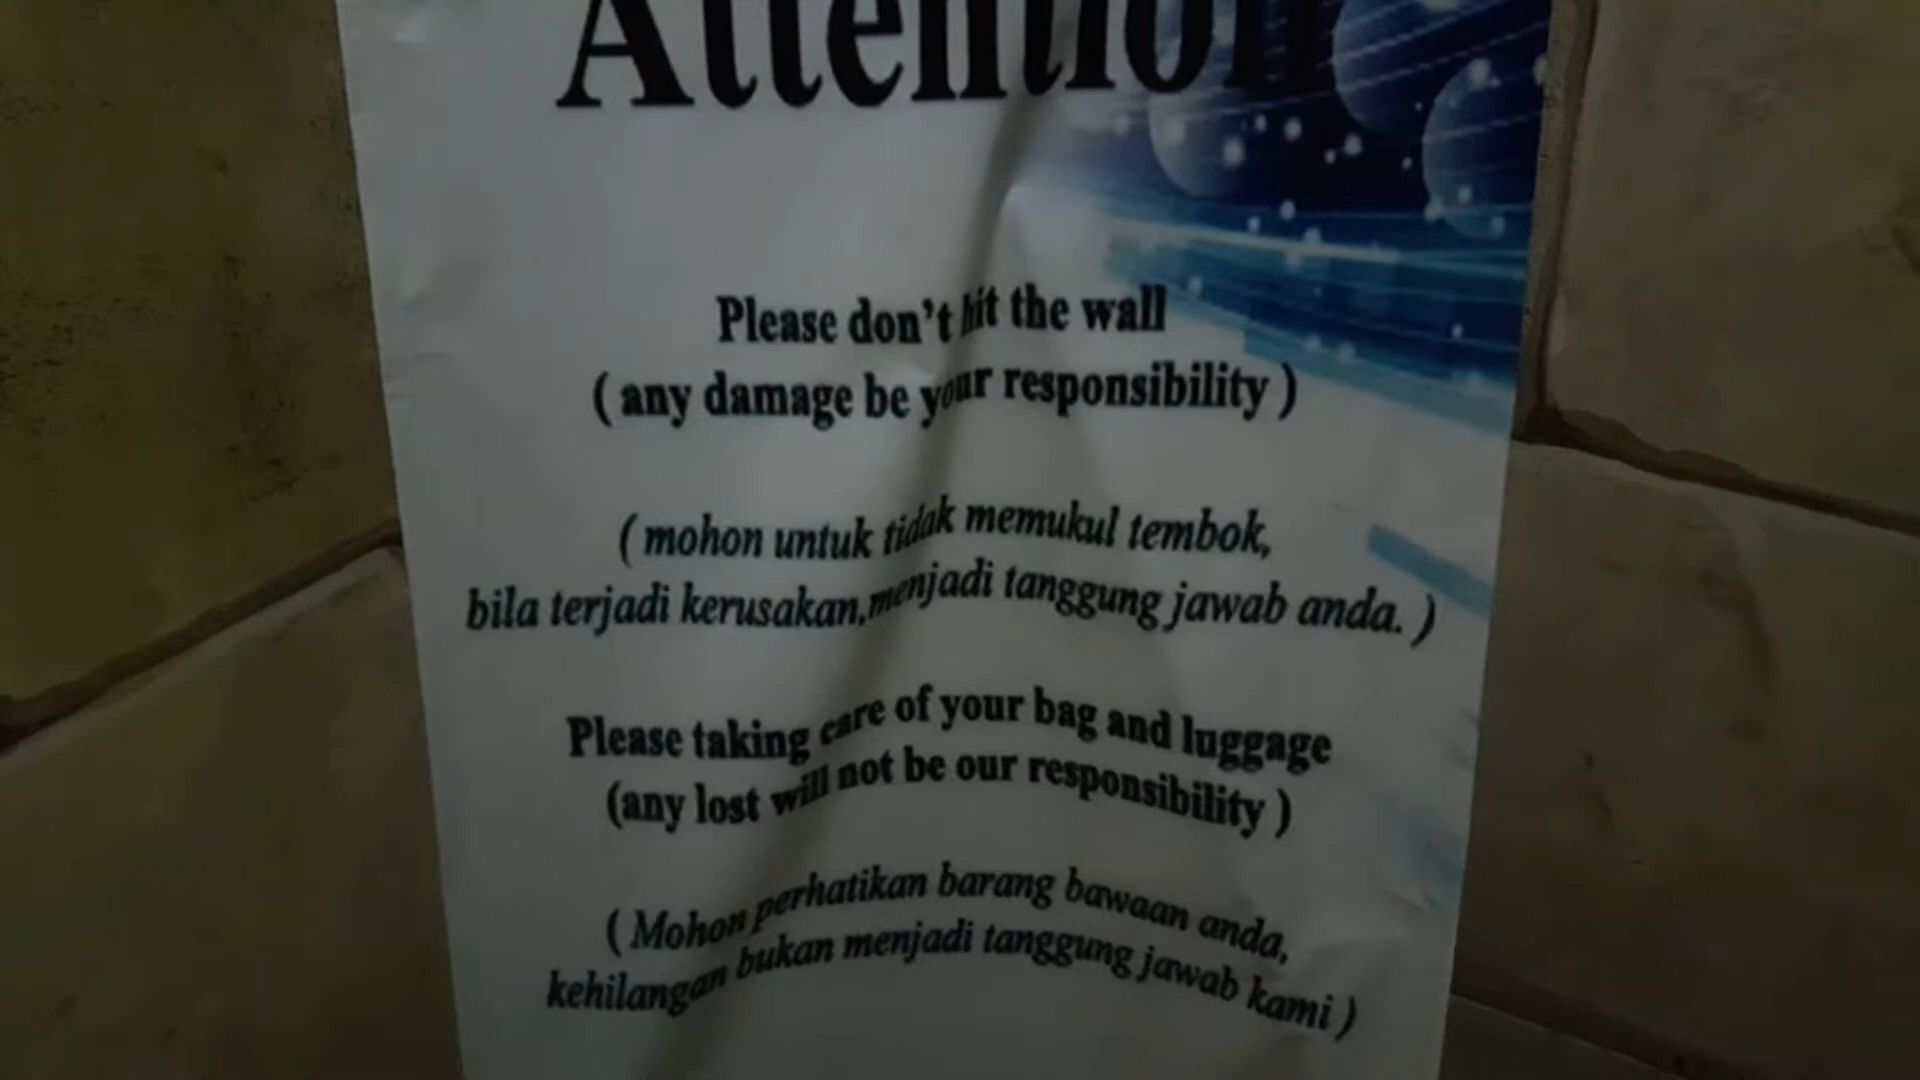 Attention
Please don't hit the wall
( any damage be your responsibility )
( mohon untuk tidak memukul tembok,
bila terjadi kerusakan,menjadi tanggung jawab anda. )
Please taking care of your bag and luggage
(any lost will not be our responsibility )
( Mohon perhatikan barang bawaan anda,
kehilangan bukan menjadi tanggung jawab kami )